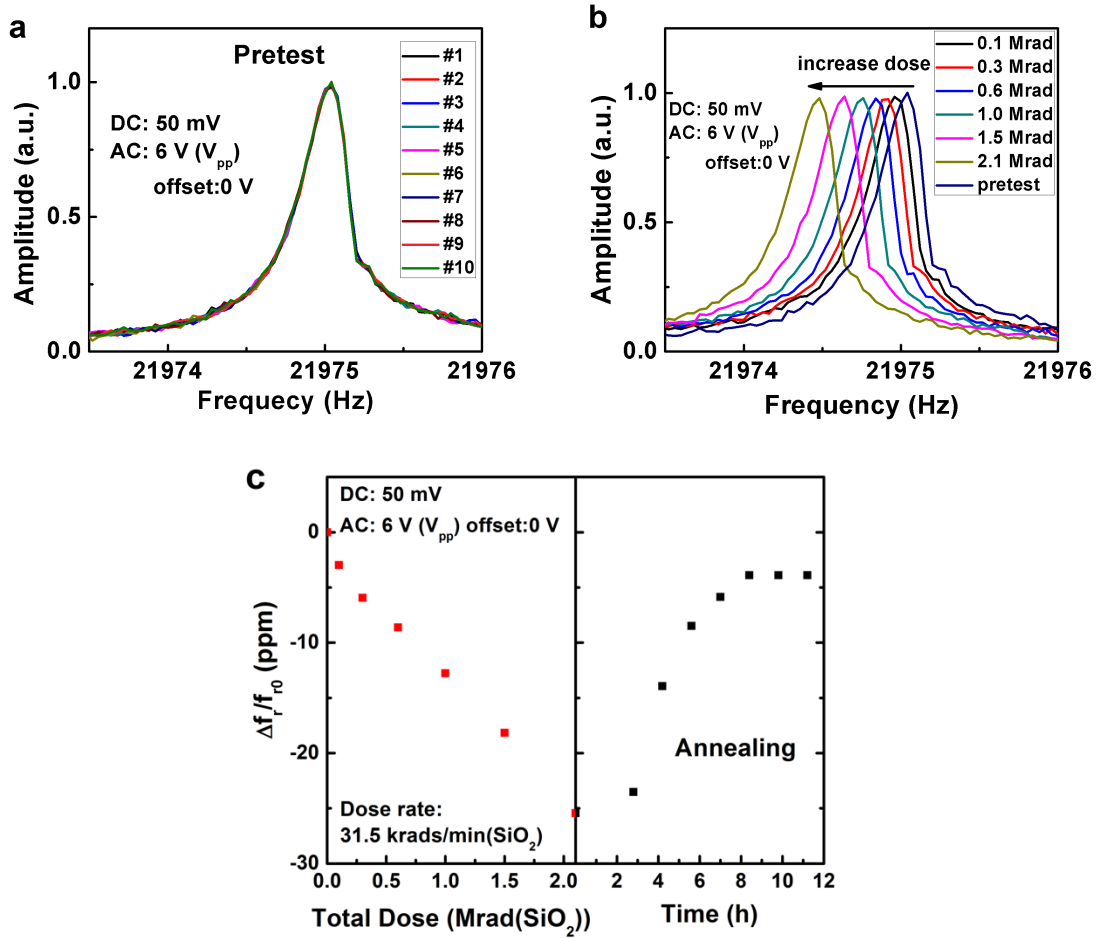 a
Pretest
DC: 50 mV
AC: 6 V (Vpp)
offset:0 V
#1
#2
#3
#4
#5
#6
#7
#8
#9
#10
Amplitude (a.u.)
1.0
0.5
0.0
21974
21975
21976
Frequecy (Hz)
b
increase dose
DC: 50 mV
AC: 6 V (Vpp)
offset:0 V
0.1 Mrad
0.3 Mrad
0.6 Mrad
1.0 Mrad
1.5 Mrad
2.1 Mrad
pretest
Amplitude (a.u.)
1.0
0.5
0.0
21974
21975
21976
Frequency (Hz)
c
DC: 50 mV
AC: 6 V (Vpp) offset:0 V
Δfr/fr0 (ppm)
0
-10
-20
-30
Dose rate:
31.5 krads/min(SiO2)
Annealing
0.0
0.5
1.0
1.5
2.0
2
4
6
8
10
12
Total Dose (Mrad(SiO2))
Time (h)